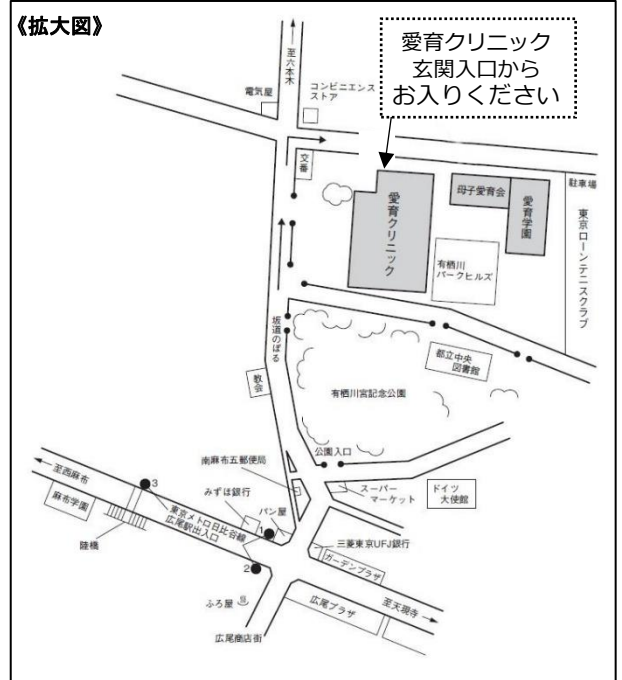 《拡大図》
愛育クリニック
玄関入口から
お入りください
至六本木
電気屋
コンビニエンス
ストア
交番
愛育クリニック
母子愛育会
愛育学園
駐車場
東京ローンテニスクラブ
有栖川
パークヒルズ
坂道のぼる
都立中央
図書館
教会
有栖川宮記念公園
公園入口
南麻布五郵便局
至西麻布
麻布学園
3
東京メトロ日比谷線
広尾駅出入口
みずほ銀行
パン屋
スーパー
マーケット
ドイツ
大使館
陸橋
1
2
三菱東京UFJ銀行
ガーデンプラザ
ふろ屋
広尾プラザ
至天現寺
広尾商店街